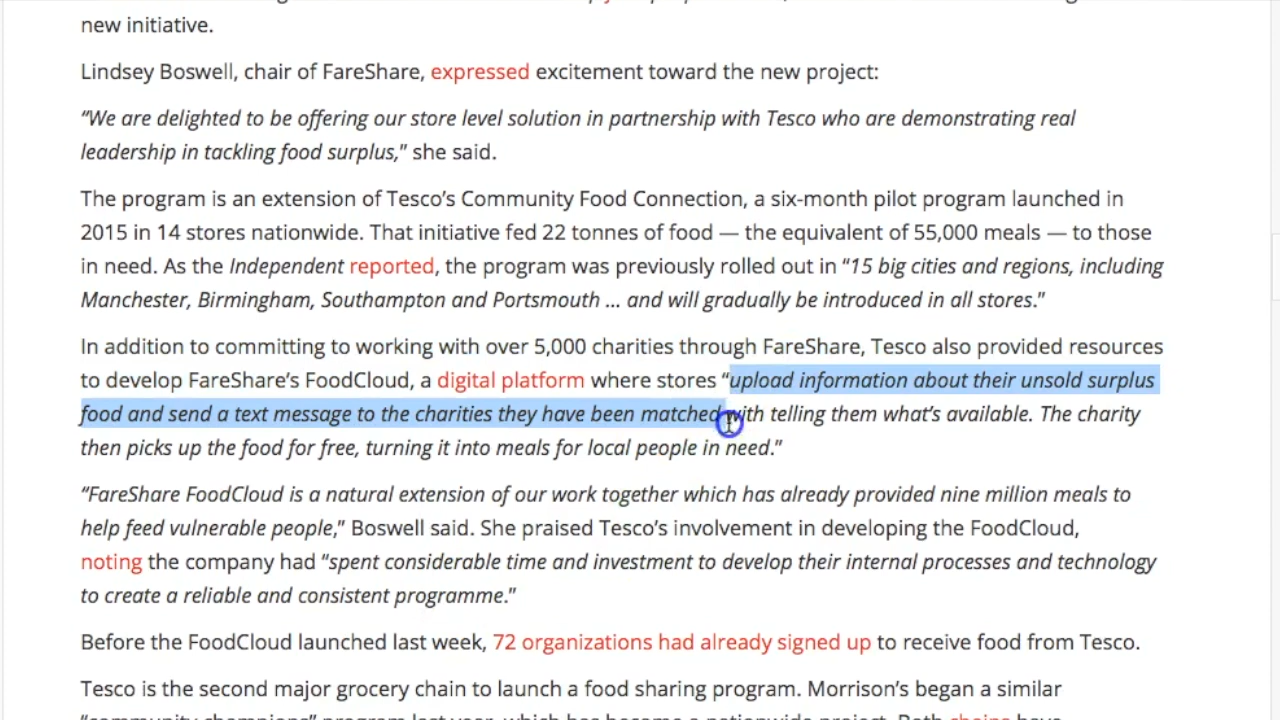 new initiative.
Lindsey Boswell, chair of FareShare, expressed excitement toward the new project:
“We are delighted to be offering our store level solution in partnership with Tesco who are demonstrating real
leadership in tackling food surplus,” she said.
The program is an extension of Tesco’s Community Food Connection, a six-month pilot program launched in
2015 in 14 stores nationwide. That initiative fed 22 tonnes of food — the equivalent of 55,000 meals — to those
in need. As the Independent reported, the program was previously rolled out in “15 big cities and regions, including
Manchester, Birmingham, Southampton and Portsmouth ... and will gradually be introduced in all stores.”
In addition to committing to working with over 5,000 charities through FareShare, Tesco also provided resources
to develop FareShare’s FoodCloud, a digital platform where stores “upload information about their unsold surplus
food and send a text message to the charities they have been matched with telling them what’s available. The charity
then picks up the food for free, turning it into meals for local people in need.”
“FareShare FoodCloud is a natural extension of our work together which has already provided nine million meals to
help feed vulnerable people,” Boswell said. She praised Tesco’s involvement in developing the FoodCloud,
noting the company had “spent considerable time and investment to develop their internal processes and technology
to create a reliable and consistent programme.”
Before the FoodCloud launched last week, 72 organizations had already signed up to receive food from Tesco.
Tesco is the second major grocery chain to launch a food sharing program. Morrison’s began a similar